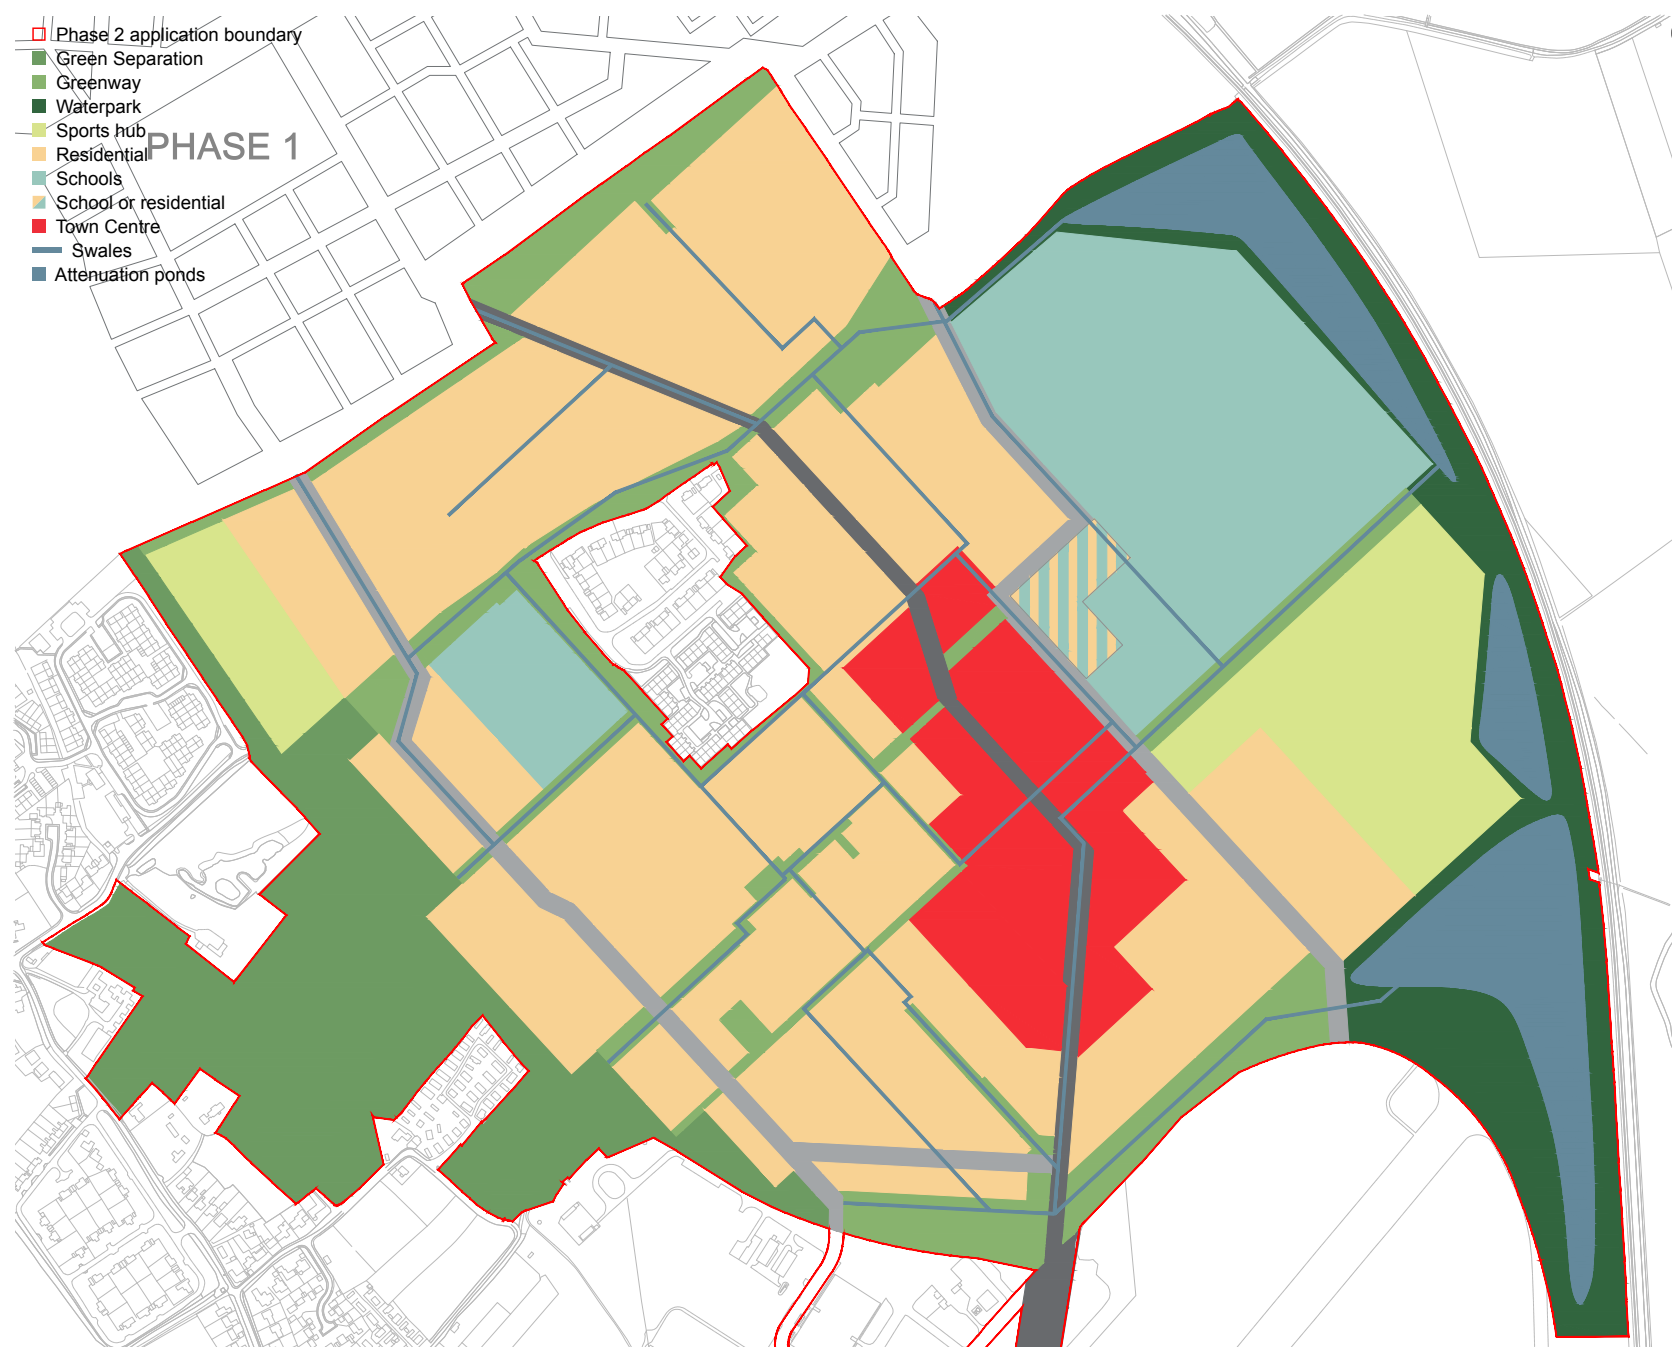 Phase 2 application boundary
Green Separation
Greenway
Waterpark
Sports hub
Residential
PHASE 1
Schools
School or residential
Town Centre
Swales
Attenuation ponds